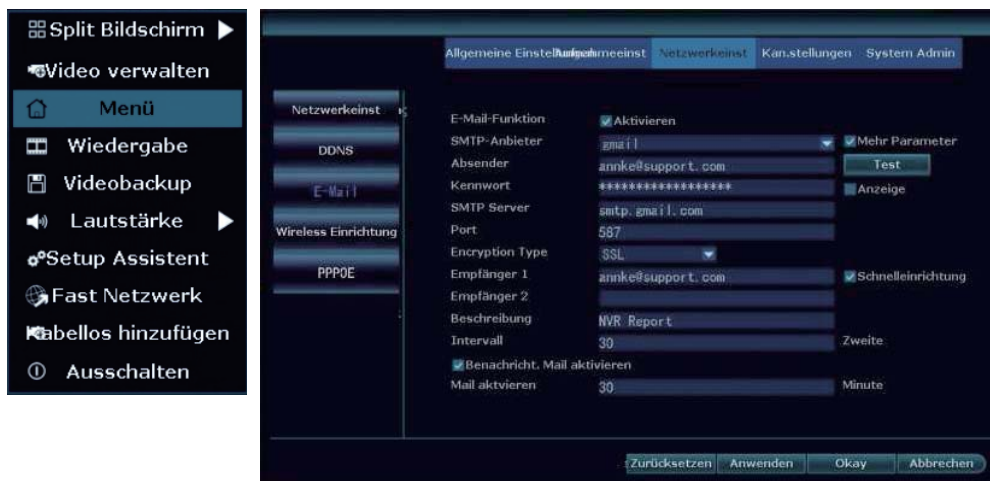 Split Bildschirm
Video verwalten
Menü
Wiedergabe
Videobackup
Lautstärke
Setup Assistent
Fast Netzwerk
Kabellos hinzufügen
Ausschalten
Allgemeine Einstellungen Aufnahmeeinst Netzwerkeinst Kan.stellungen System Admin
Netzwerkeinst
DDNS
E-Mail
Wireless Einrichtung
PPPOE
E-Mail-Funktion Aktivieren
SMTP-Anbieter gmail Mehr Parameter
Absender annke@support.com Test
Kennwort ****************** Anzeige
SMTP Server smtp.gmail.com
Port 587
Encryption Type SSL
Empfänger 1 annke@support.com Schnelleinrichtung
Empfänger 2
Beschreibung NVR Report
Intervall 30 Zweite
Benachricht. Mail aktivieren
Mail aktvieren 30 Minute
Zurücksetzen Anwenden Okay Abbrechen